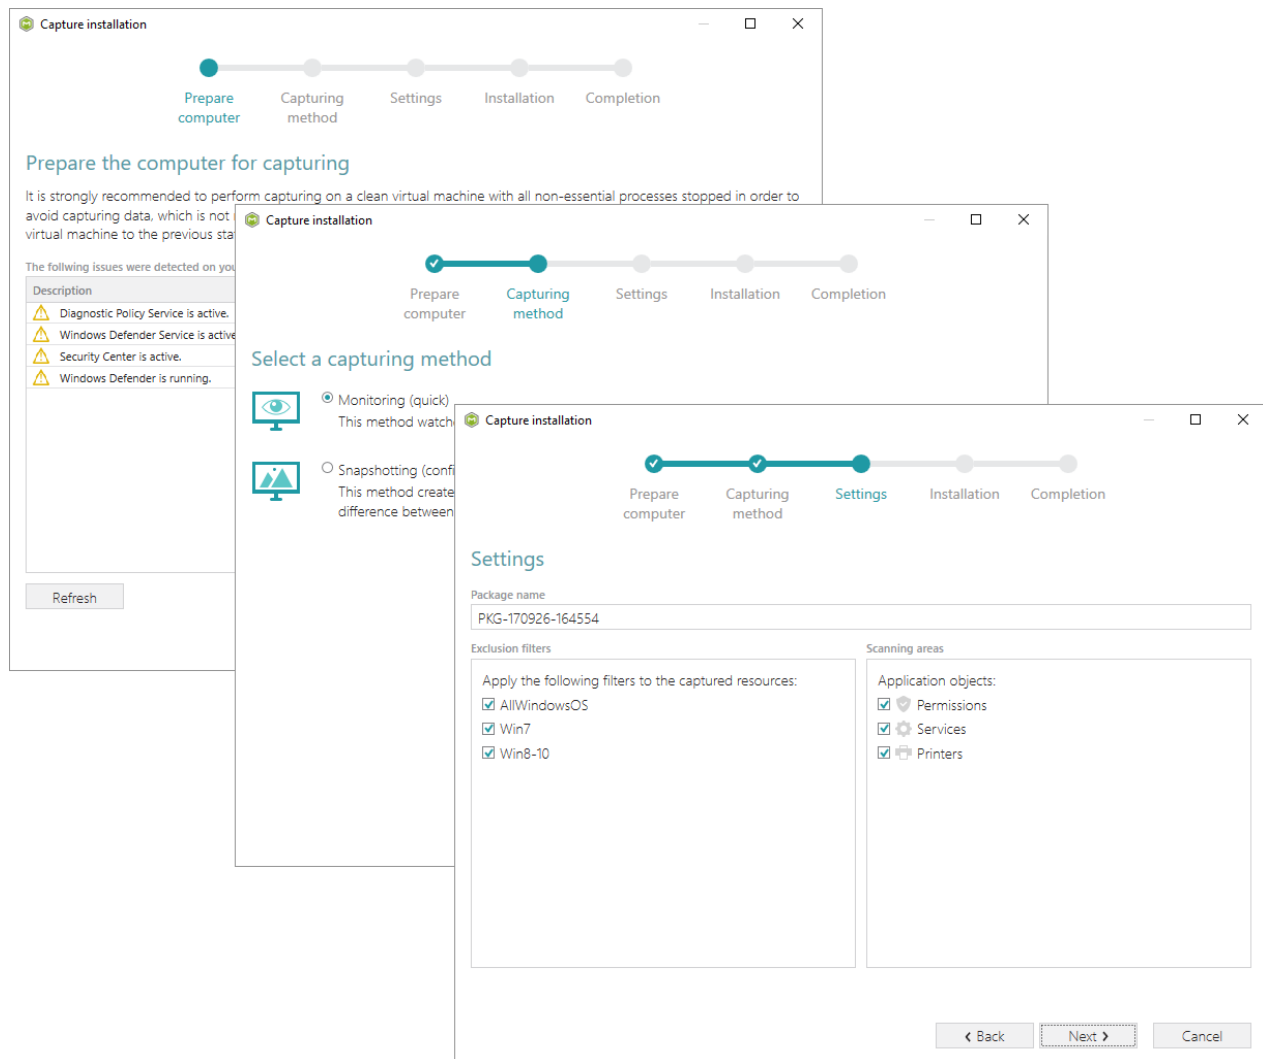 Capture installation
Prepare computer
Capturing method
Settings
Installation
Completion
Prepare the computer for capturing
It is strongly recommended to perform capturing on a clean virtual machine with all non-essential processes stopped in order to
avoid capturing data, which is not
virtual machine to the previous
The follwing issues were detected on
Description
Diagnostic Policy Service is active.
Windows Defender Service is active
Security Center is active.
Windows Defender is running.
Refresh
Capture installation
Prepare computer
Capturing method
Settings
Installation
Completion
Select a capturing method
Monitoring (quick)
This method
Snapshotting
This method
difference between
Capture installation
Prepare computer
Capturing method
Settings
Installation
Completion
Settings
Package name
PKG-170926-164554
Exclusion filters
Apply the following filters to the captured resources:
AllWindowsOS
Win7
Win8-10
Scanning areas
Application objects:
Permissions
Services
Printers
Back
Next
Cancel